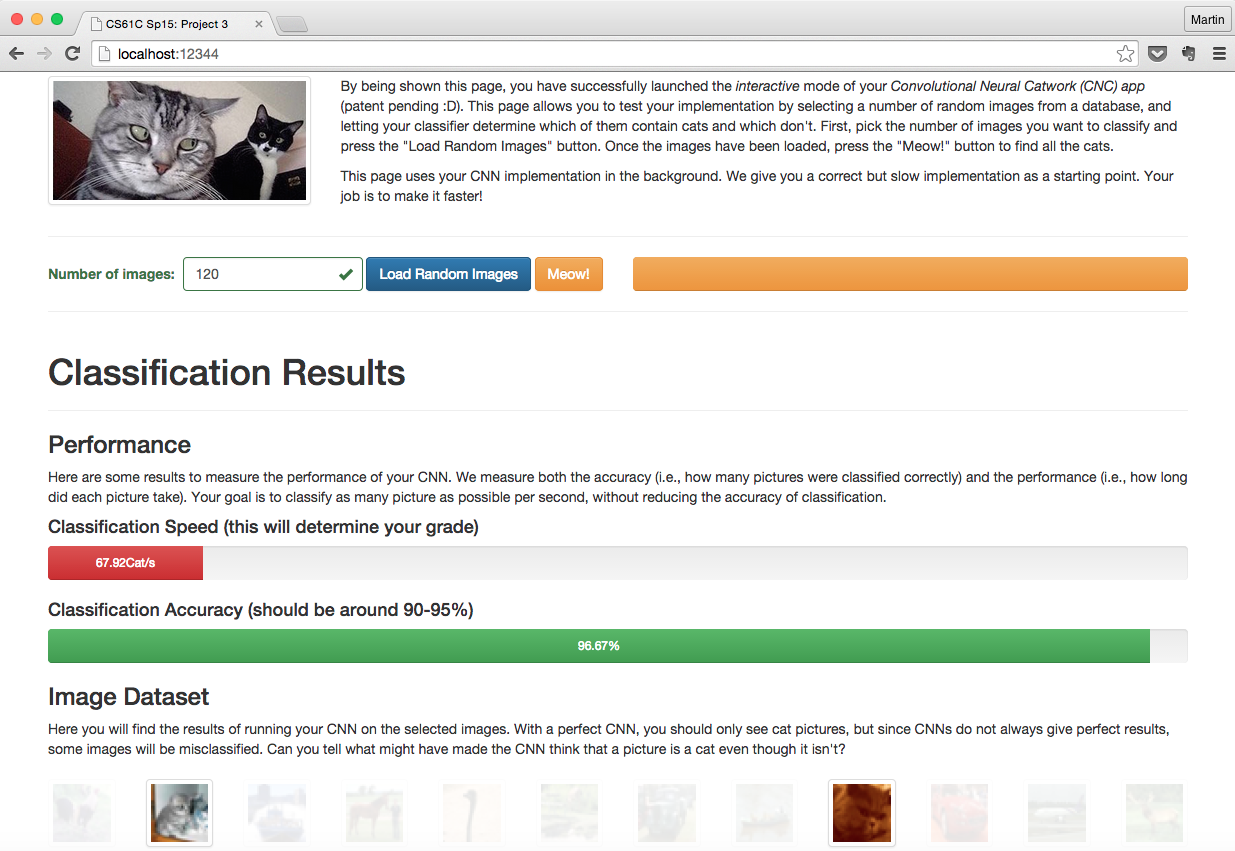 CS61C Sp15: Project 3
Martin
localhost:12344
By being shown this page, you have successfully launched the interactive mode of your Convolutional Neural Catwork (CNC) app
(patent pending :D). This page allows you to test your implementation by selecting a number of random images from a database, and
letting your classifier determine which of them contain cats and which don't. First, pick the number of images you want to classify and
press the "Load Random Images" button. Once the images have been loaded, press the "Meow!" button to find all the cats.
This page uses your CNN implementation in the background. We give you a correct but slow implementation as a starting point. Your
job is to make it faster!
Number of images: 120 Load Random Images Meow!
Classification Results
Performance
Here are some results to measure the performance of your CNN. We measure both the accuracy (i.e., how many pictures were classified correctly) and the performance (i.e., how long
did each picture take). Your goal is to classify as many picture as possible per second, without reducing the accuracy of classification.
Classification Speed (this will determine your grade)
67.92Cat/s
Classification Accuracy (should be around 90-95%)
96.67%
Image Dataset
Here you will find the results of running your CNN on the selected images. With a perfect CNN, you should only see cat pictures, but since CNNs do not always give perfect results,
some images will be misclassified. Can you tell what might have made the CNN think that a picture is a cat even though it isn't?